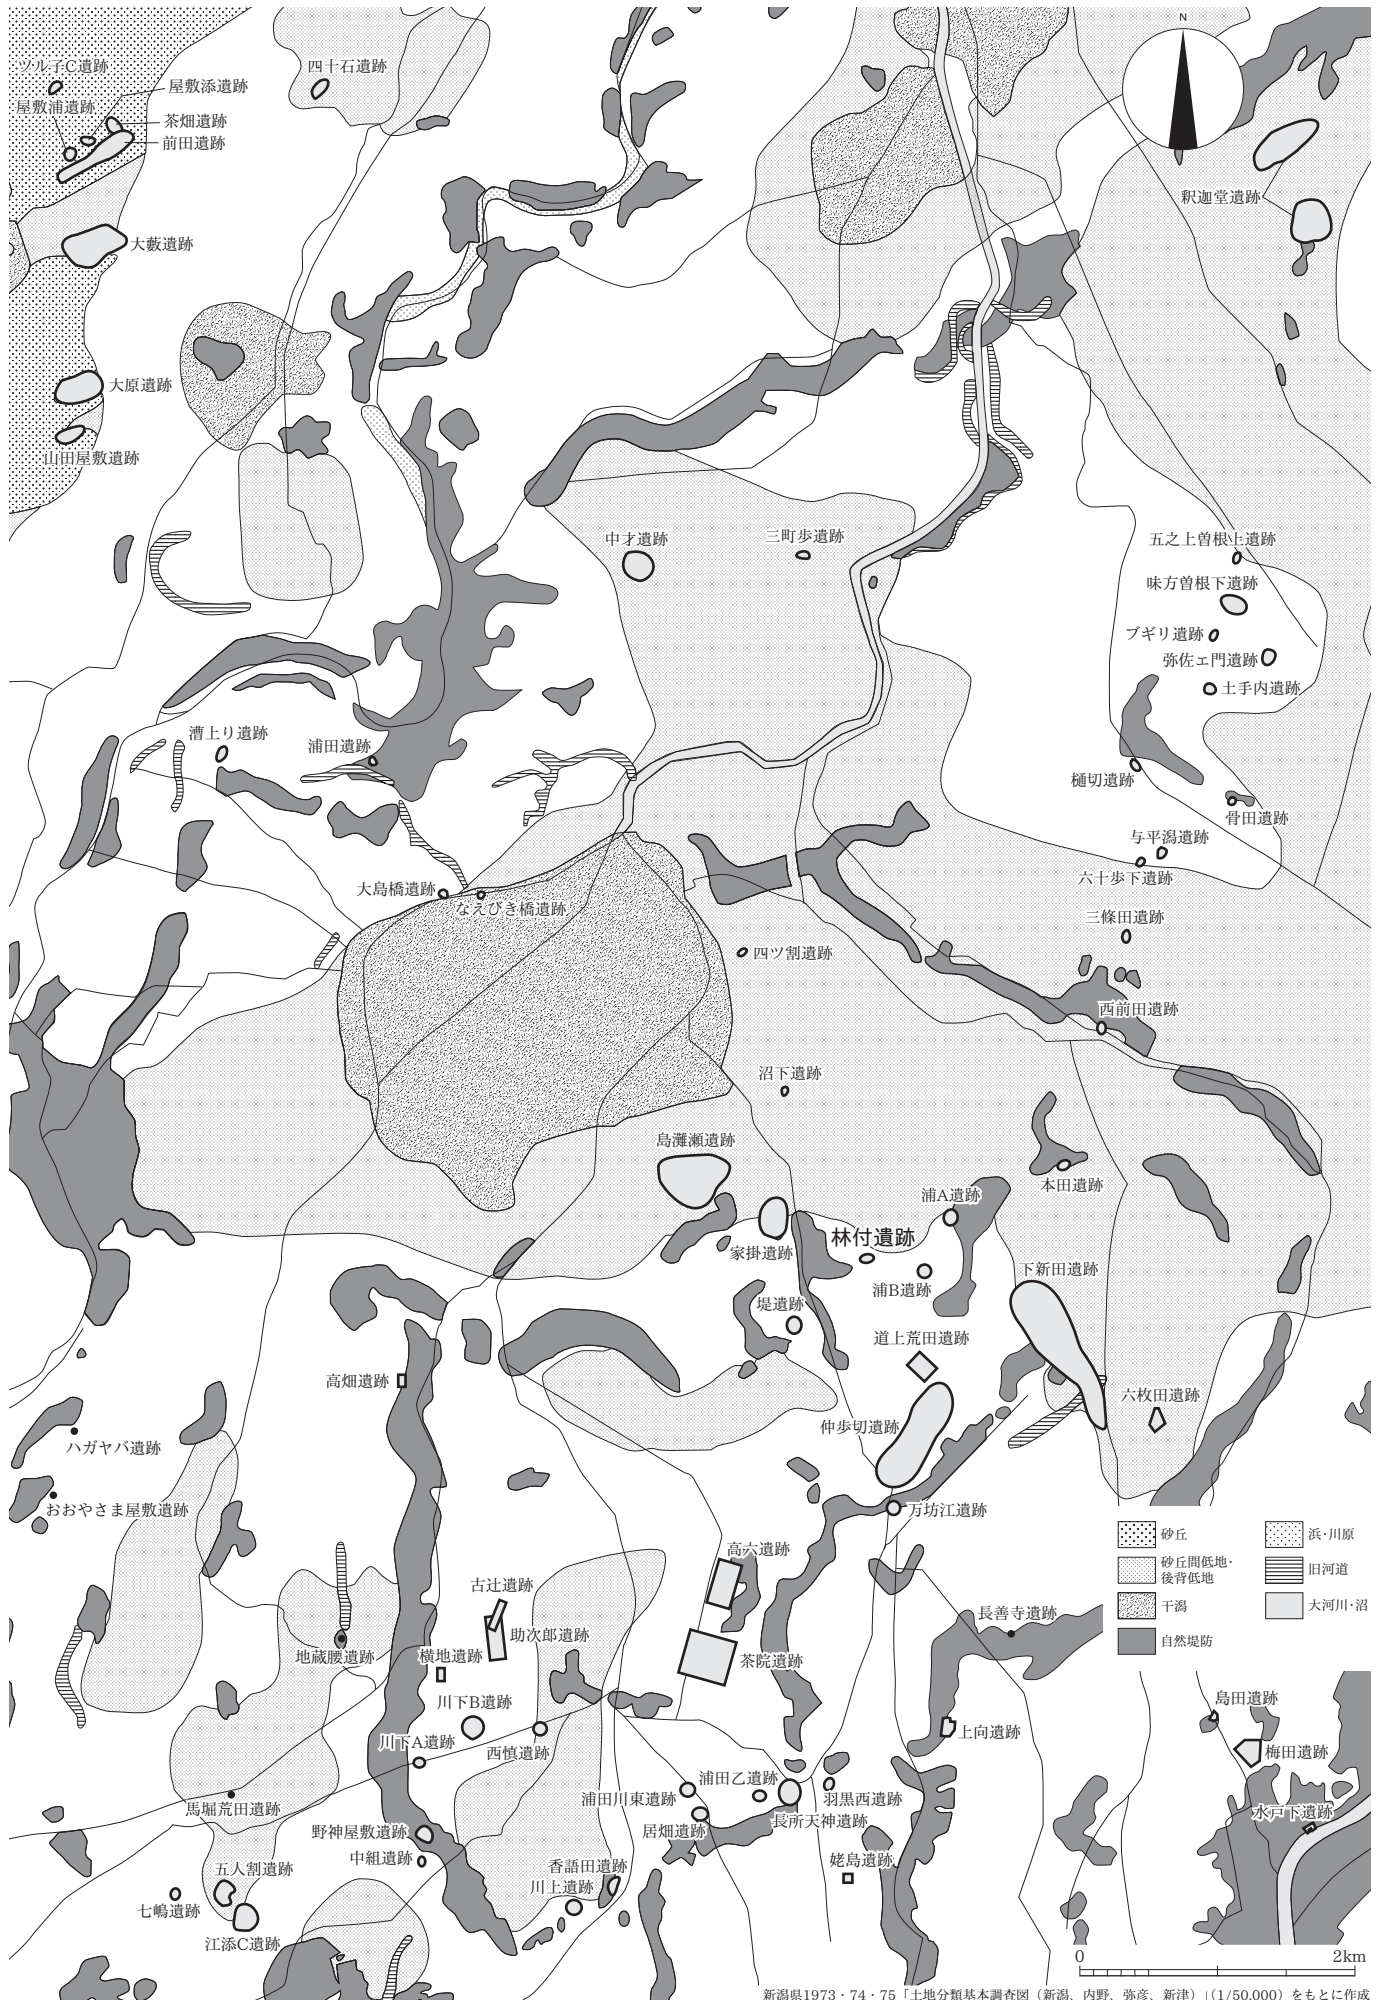 N
ツル子C遺跡
四十石遺跡
屋敷添遺跡
屋敷浦遺跡
茶畑遺跡
前田遺跡
釈迦堂遺跡
大藪遺跡
大原遺跡
山田屋敷遺跡
中才遺跡
三町歩遺跡
五之上曽根上遺跡
味方曽根下遺跡
ブギリ遺跡
弥佐ェ門遺跡
土手内遺跡
漕上り遺跡
浦田遺跡
樋切遺跡
骨田遺跡
与平潟遺跡
六十歩下遺跡
大島橋遺跡
なえびき橋遺跡
三條田遺跡
四ツ割遺跡
西前田遺跡
沼下遺跡
島灘瀬遺跡
本田遺跡
浦A遺跡
林付遺跡
家掛遺跡
浦B遺跡
下新田遺跡
堤遺跡
道上荒田遺跡
高畑遺跡
六枚田遺跡
仲歩切遺跡
ハガヤバ遺跡
おおやさま屋敷遺跡
万坊江遺跡
砂丘
浜・川原
砂丘間低地・
後背低地
旧河道
干潟
大河川・沼
自然堤防
高六遺跡
古辻遺跡
長善寺遺跡
助次郎遺跡
地蔵腰遺跡
横地遺跡
茶院遺跡
川下B遺跡
島田遺跡
川下A遺跡
西慎遺跡
上向遺跡
梅田遺跡
浦田乙遺跡
浦田川東遺跡
羽黒西遺跡
馬堀荒田遺跡
長所天神遺跡
水戸下遺跡
野神屋敷遺跡
居畑遺跡
中組遺跡
姥島遺跡
五人割遺跡
香語田遺跡
川上遺跡
七嶋遺跡
江添C遺跡
0 2km
新潟県1973・74・75「土地分類基本調査図（新潟、内野、弥彦、新津）」（1/50,000）をもとに作成